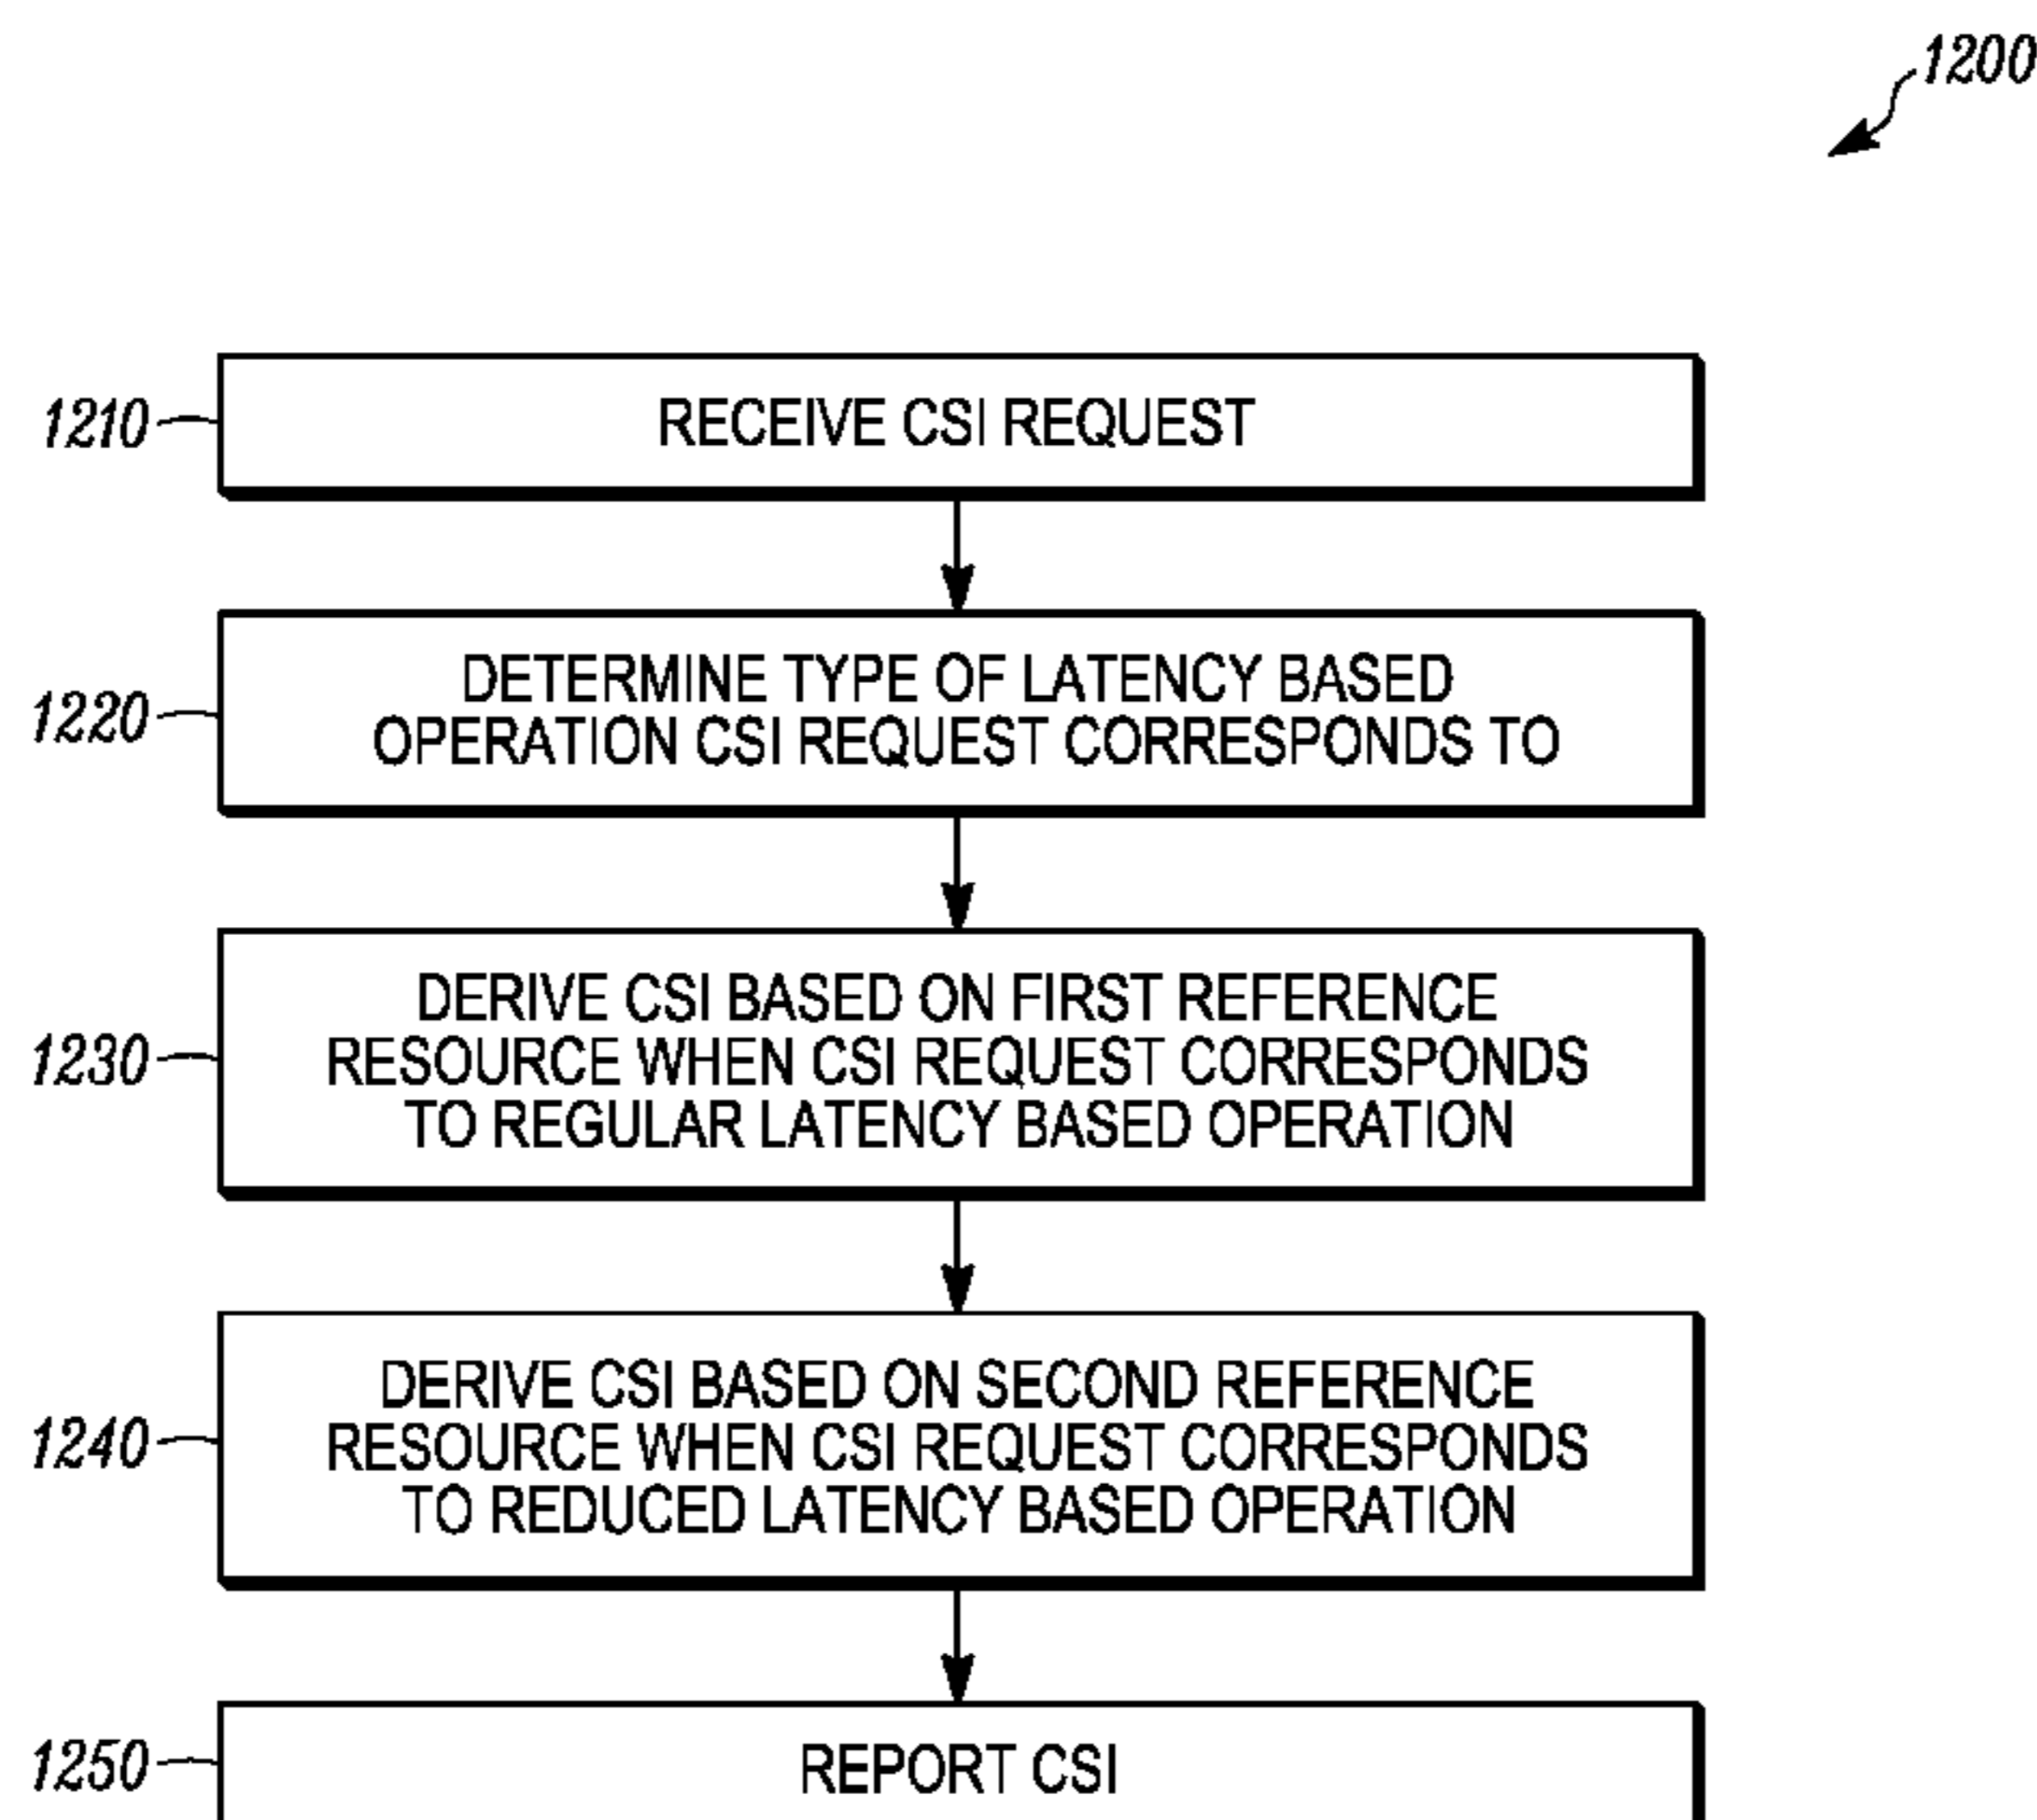 1200
1210
RECEIVE CSI REQUEST
1220
DETERMINE TYPE OF LATENCY BASED
OPERATION CSI REQUEST CORRESPONDS TO
1230
DERIVE CSI BASED ON FIRST REFERENCE
RESOURCE WHEN CSI REQUEST CORRESPONDS
TO REGULAR LATENCY BASED OPERATION
1240
DERIVE CSI BASED ON SECOND REFERENCE
RESOURCE WHEN CSI REQUEST CORRESPONDS
TO REDUCED LATENCY BASED OPERATION
1250
REPORT CSI